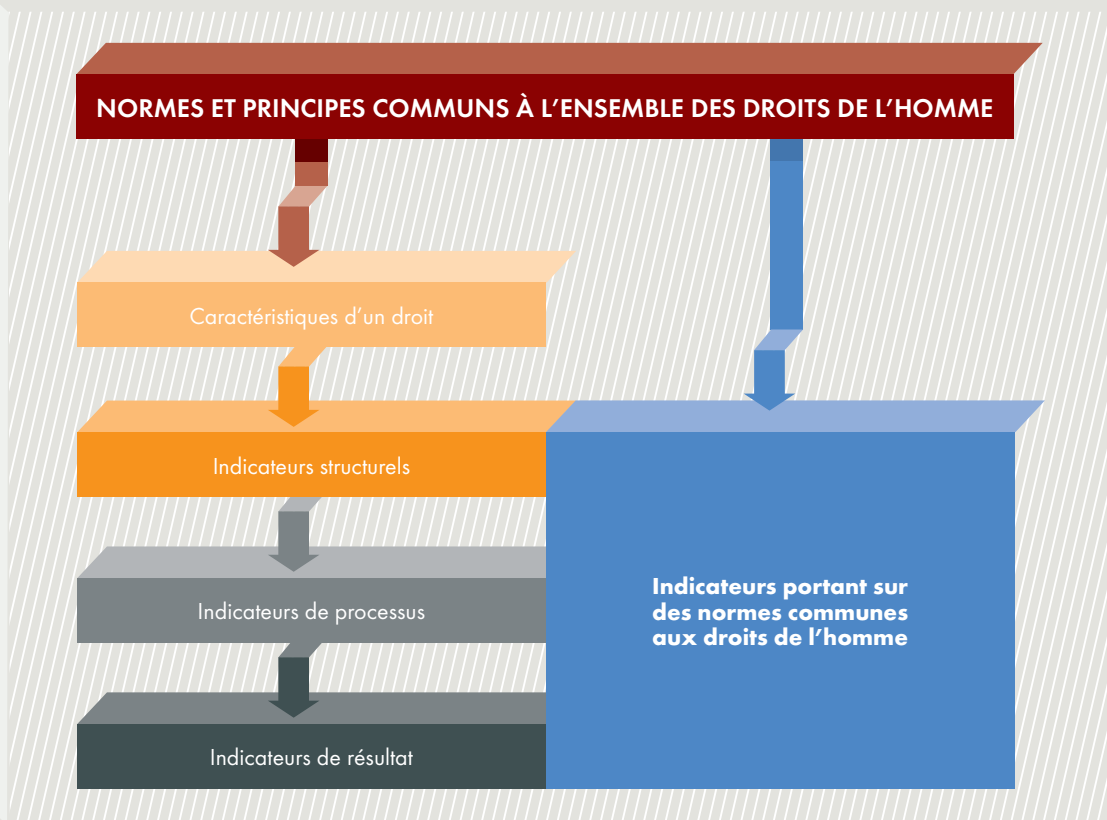 NORMES ET PRINCIPES COMMUNS À L’ENSEMBLE DES DROITS DE L’HOMME
Caractéristiques d’un droit
Indicateurs structurels
Indicateurs de processus
Indicateurs de résultat
Indicateurs portant sur
des normes communes
aux droits de l’homme